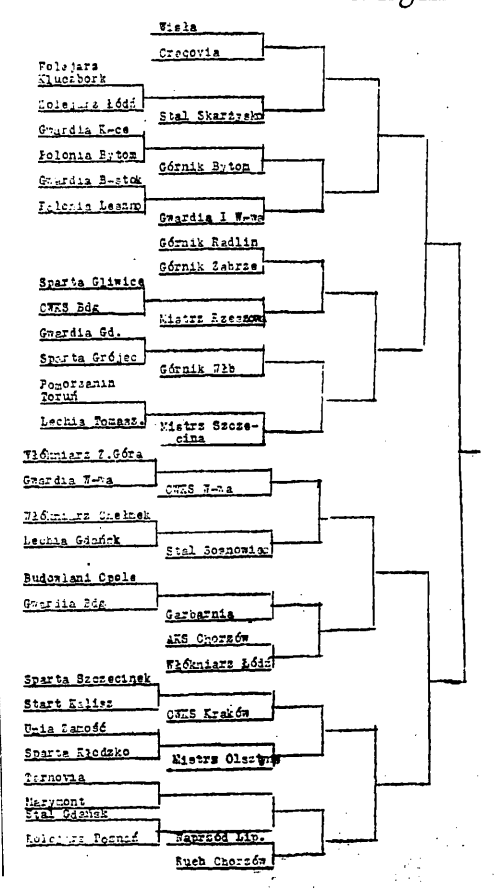 Wisła
Cracovia
Kolejarz
Kluczbork
Kolejarz Łódź
Stal Skarżysko
Gwardia K-ce
Polonia Bytom
Górnik Bytom
Gwardia B-stok
Polonia Leszno
Gwardia I W-wa
Górnik Radlin
Górnik Zabrze
Sparta Gliwice
CWKS Bdg
Mistrz Rzeszowa
Gwardia Gd.
Sparta Grójec
Górnik Włb
Pomorzanin
Toruń
Lechia Tomasz.
Mistrz Szcze-
cina
Włókniarz Z.Góra
Gwardia W-wa
CWKS W-wa
Włókniarz Chełmek
Lechia Gdańsk
Stal Sosnowiec
Budowlani Opole
Gwardia Bdg
Garbarnia
AKS Chorzów
Włókniarz Łódź
Sparta Szczecinek
Start Kalisz
OWKS Kraków
Unia Zamość
Sparta Kłodzko
Mistrz Olsztyna
Tarnovia
Marymont
Stal Gdańsk
Kolejarz Poznań
Naprzód Lip.
Ruch Chorzów